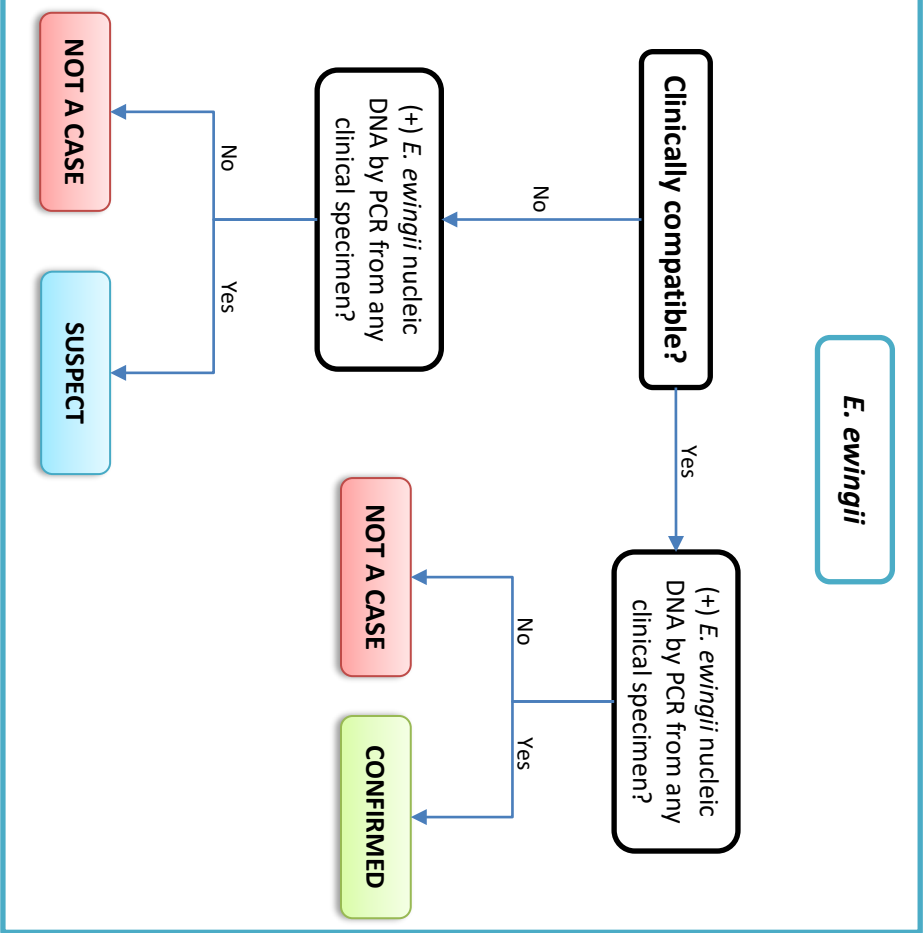 E. ewingii
Clinically compatible?
Yes
No
(+) E. ewingii nucleic
DNA by PCR from any
clinical specimen?
No
Yes
NOT A CASE
CONFIRMED
(+) E. ewingii nucleic
DNA by PCR from any
clinical specimen?
No
Yes
NOT A CASE
SUSPECT